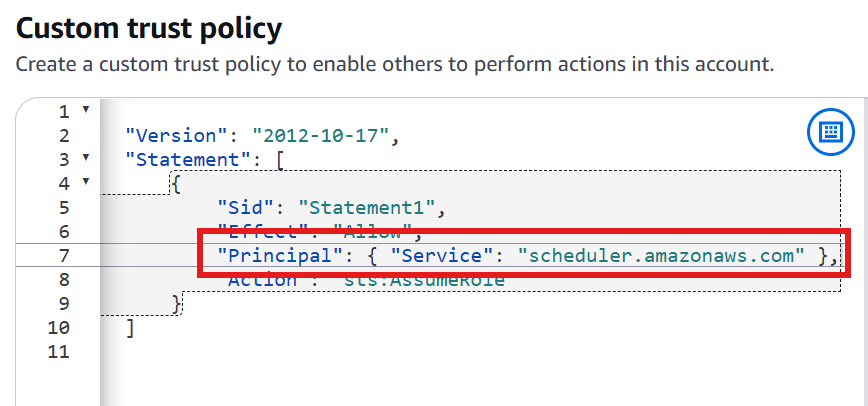 Custom trust policy
Create a custom trust policy to enable others to perform actions in this account.
1
2 "Version": "2012-10-17",
3 "Statement": [
4 {
5 "Sid": "Statement1",
6 "Effect": "Allow",
7 "Principal": { "Service": "scheduler.amazonaws.com" },
8 "Action": "sts:AssumeRole"
9 }
10 ]
11